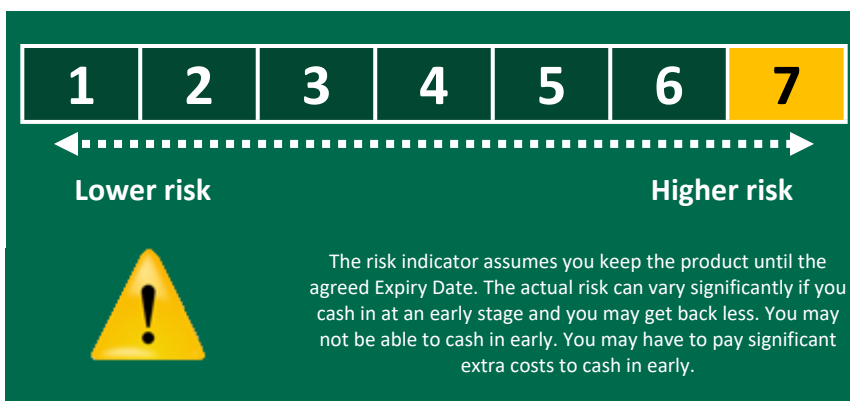 1 2 3 4 5 6 7
Lower risk Higher risk
!
The risk indicator assumes you keep the product until the
agreed Expiry Date. The actual risk can vary significantly if you
cash in at an early stage and you may get back less. You may
not be able to cash in early. You may have to pay significant
extra costs to cash in early.